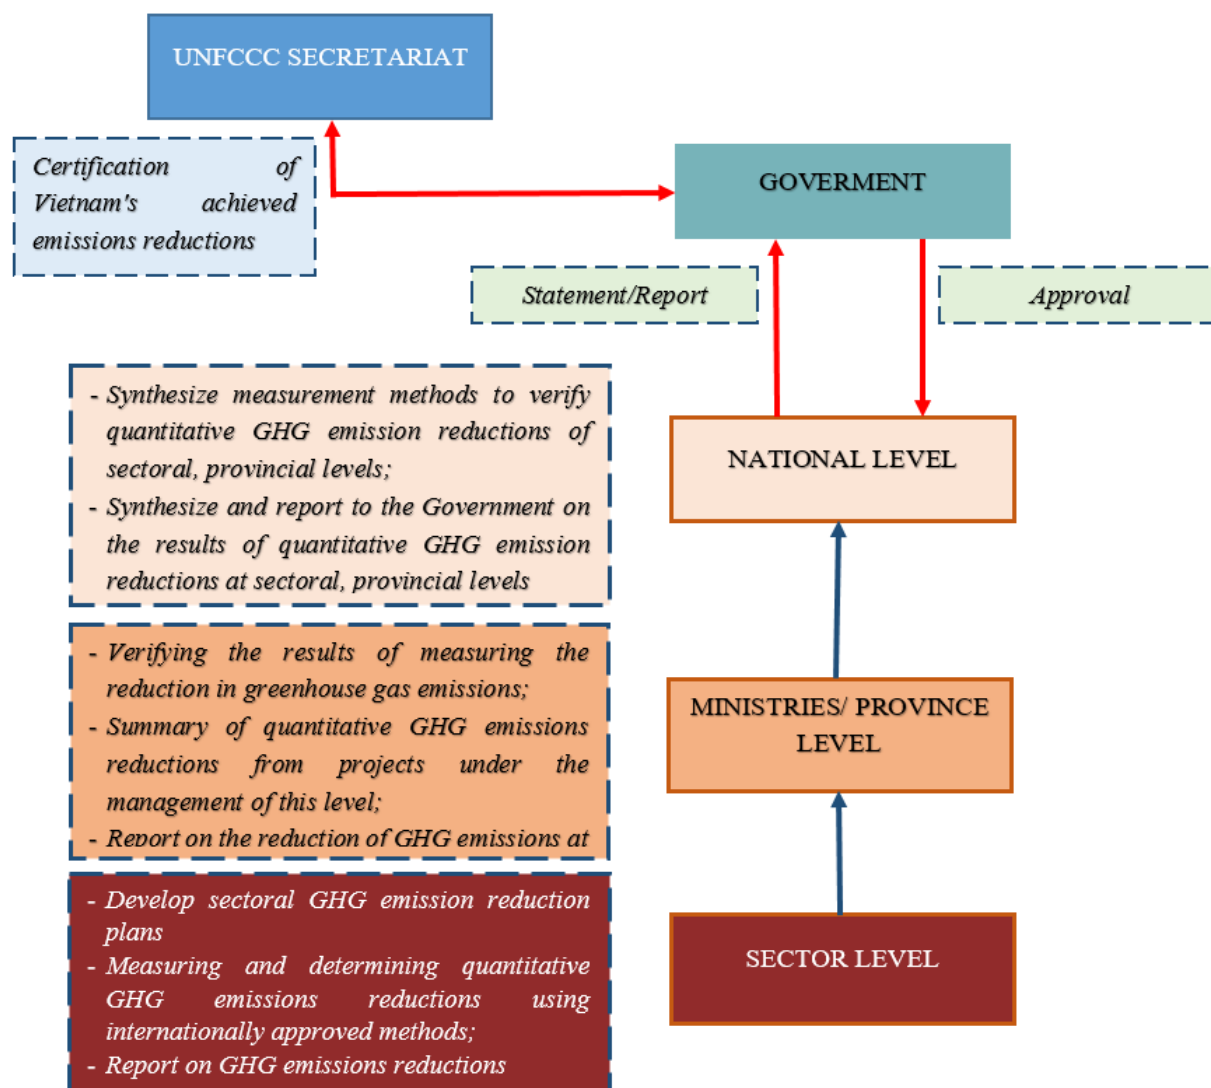 UNFCCC SECRETARIAT
Certification of
Vietnam's achieved
emissions reductions
GOVERMENT
Statement/Report
Approval
- Synthesize measurement methods to verify
quantitative GHG emission reductions of
sectoral, provincial levels;
- Synthesize and report to the Government on
the results of quantitative GHG emission
reductions at sectoral, provincial levels
NATIONAL LEVEL
- Verifying the results of measuring the
reduction in greenhouse gas emissions;
- Summary of quantitative GHG emissions
reductions from projects under the
management of this level;
- Report on the reduction of GHG emissions at
MINISTRIES/ PROVINCE
LEVEL
- Develop sectoral GHG emission reduction
plans
- Measuring and determining quantitative
GHG emissions reductions using
internationally approved methods;
- Report on GHG emissions reductions
SECTOR LEVEL